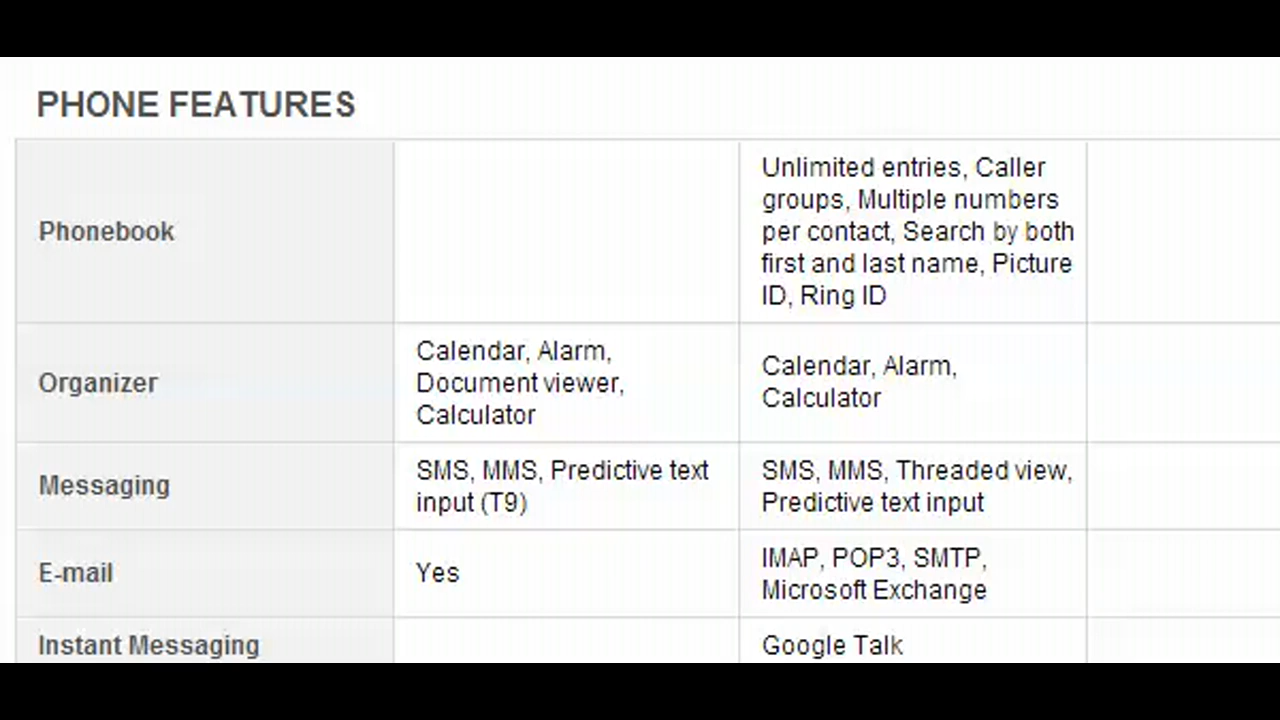 PHONE FEATURES
Phonebook
Unlimited entries, Caller
groups, Multiple numbers
per contact, Search by both
first and last name, Picture
ID, Ring ID
Organizer
Calendar, Alarm,
Document viewer,
Calculator
Calendar, Alarm,
Calculator
Messaging
SMS, MMS, Predictive text
input (T9)
SMS, MMS, Threaded view,
Predictive text input
E-mail
Yes
IMAP, POP3, SMTP,
Microsoft Exchange
Instant Messaging
Google Talk